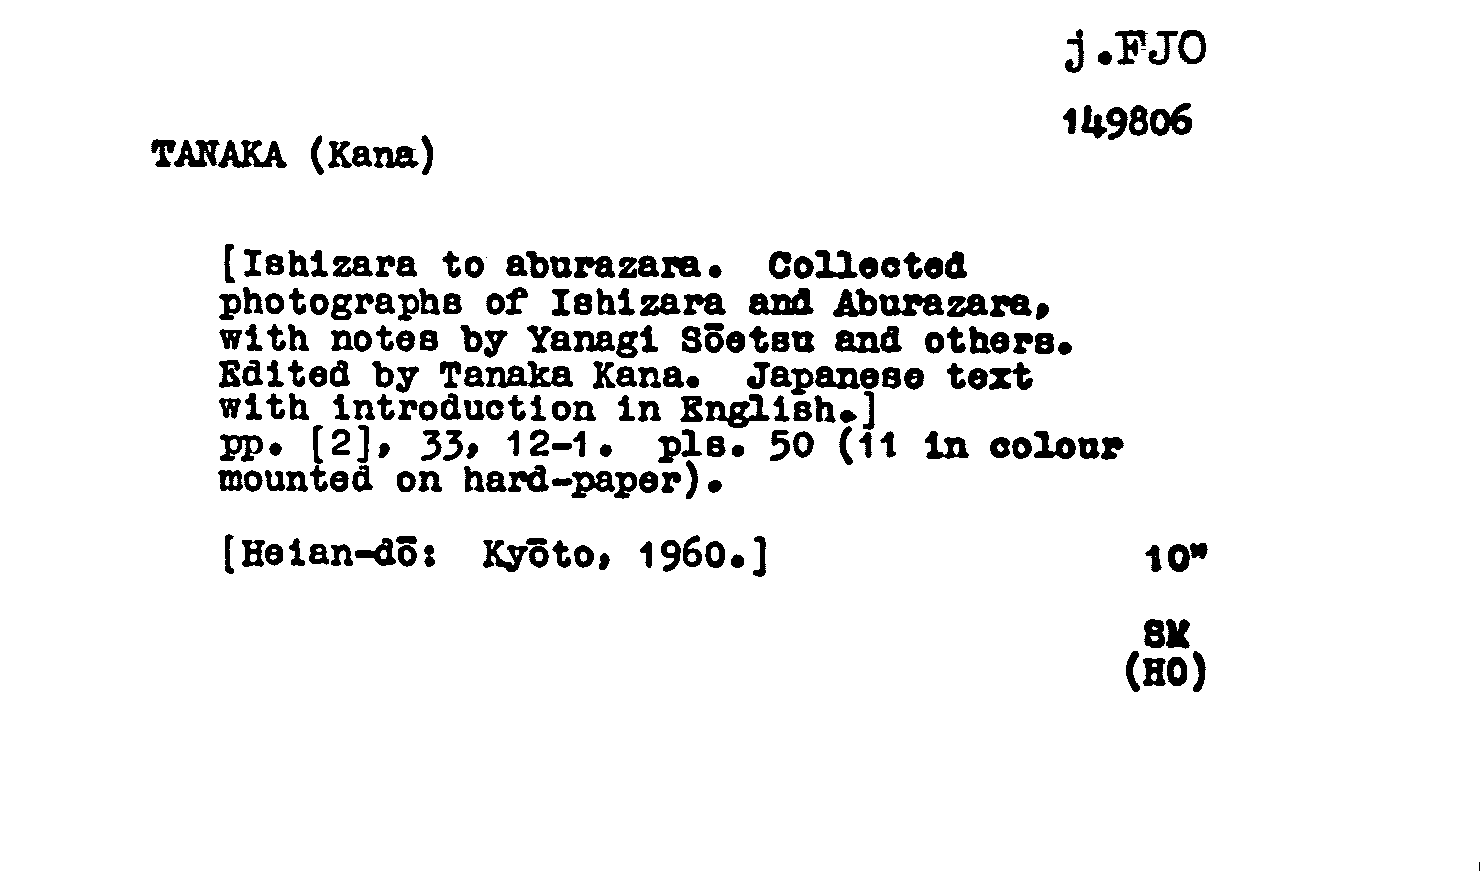 j.FJO
149806
TANAKA (Kana)
[Ishizara to aburazara. Collected
photographs of Ishizara and Aburazara,
with notes by Yanagi Sōetsu and others.
Edited by Tanaka Kana. Japanese text
with introduction in English.]
pp. [2], 33, 12-1. pls. 50 (11 in colour
mounted on hard-paper).
[Heian-dō: Kyōto, 1960.] 10"
SM
(HO)